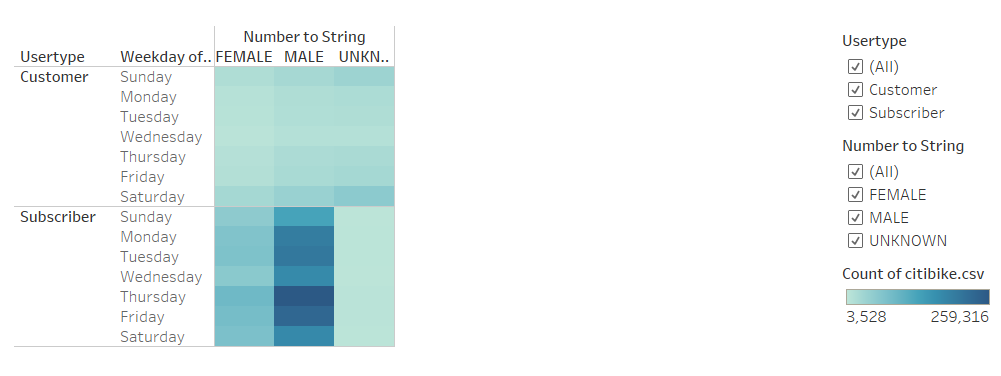 Number to String
Usertype Weekday of.. FEMALE MALE UNKN..
Customer Sunday
Monday
Tuesday
Wednesday
Thursday
Friday
Saturday
Subscriber Sunday
Monday
Tuesday
Wednesday
Thursday
Friday
Saturday
Usertype
(All)
Customer
Subscriber
Number to String
(All)
FEMALE
MALE
UNKNOWN
Count of citibike.csv
3,528 259,316